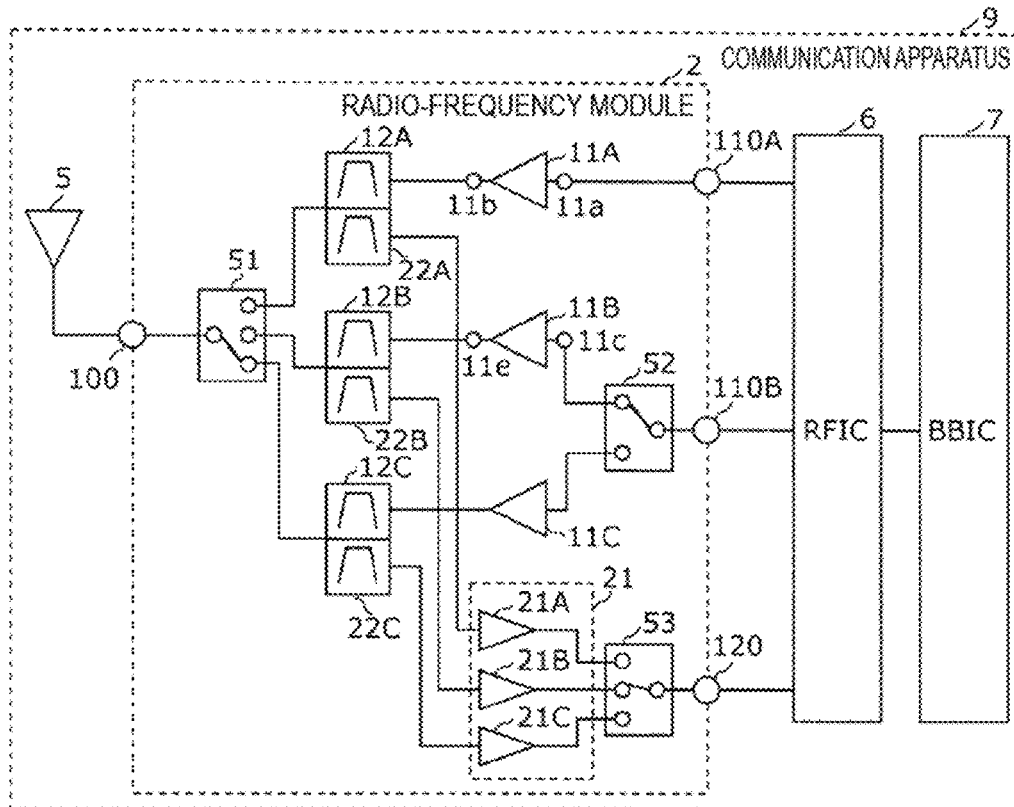 9
COMMUNICATION APPARATUS
2
RADIO-FREQUENCY MODULE
6
7
12A
11A
110A
5
11b
11a
22A
51
12B
11B
11e
11c
52
110B
100
22B
RFIC
BBIC
12C
11C
21
22C
21A
53
120
21B
21C